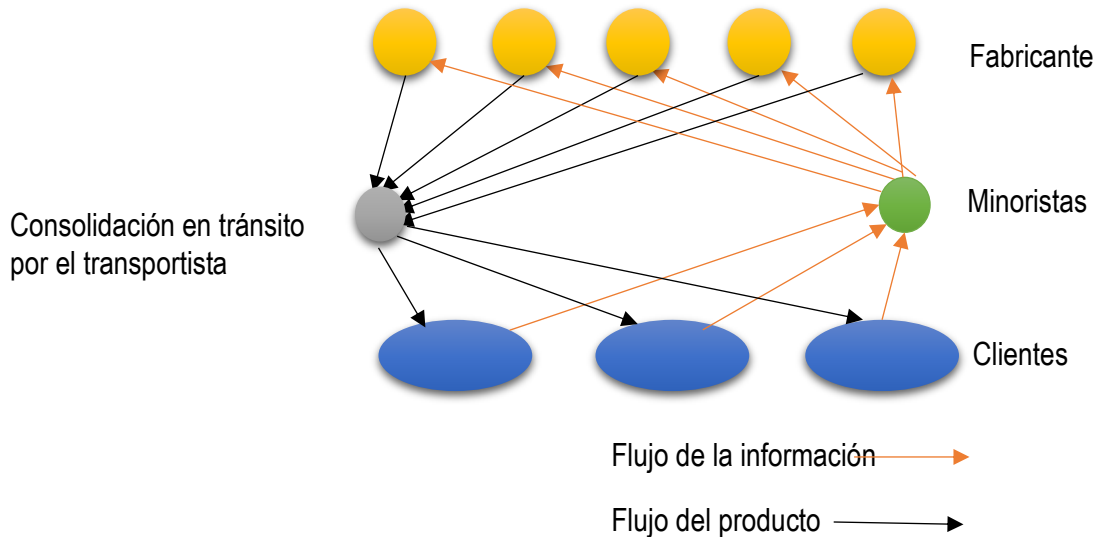 Fabricante
Minoristas
Consolidación en tránsito
por el transportista
Clientes
Flujo de la información
Flujo del producto